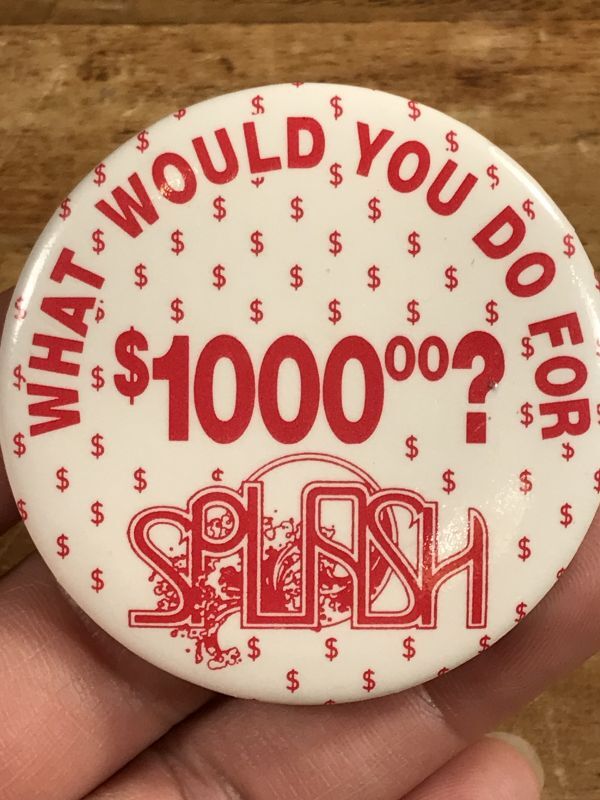 WHAT WOULD YOU DO FOR
$1000⁰⁰?
SPLASH